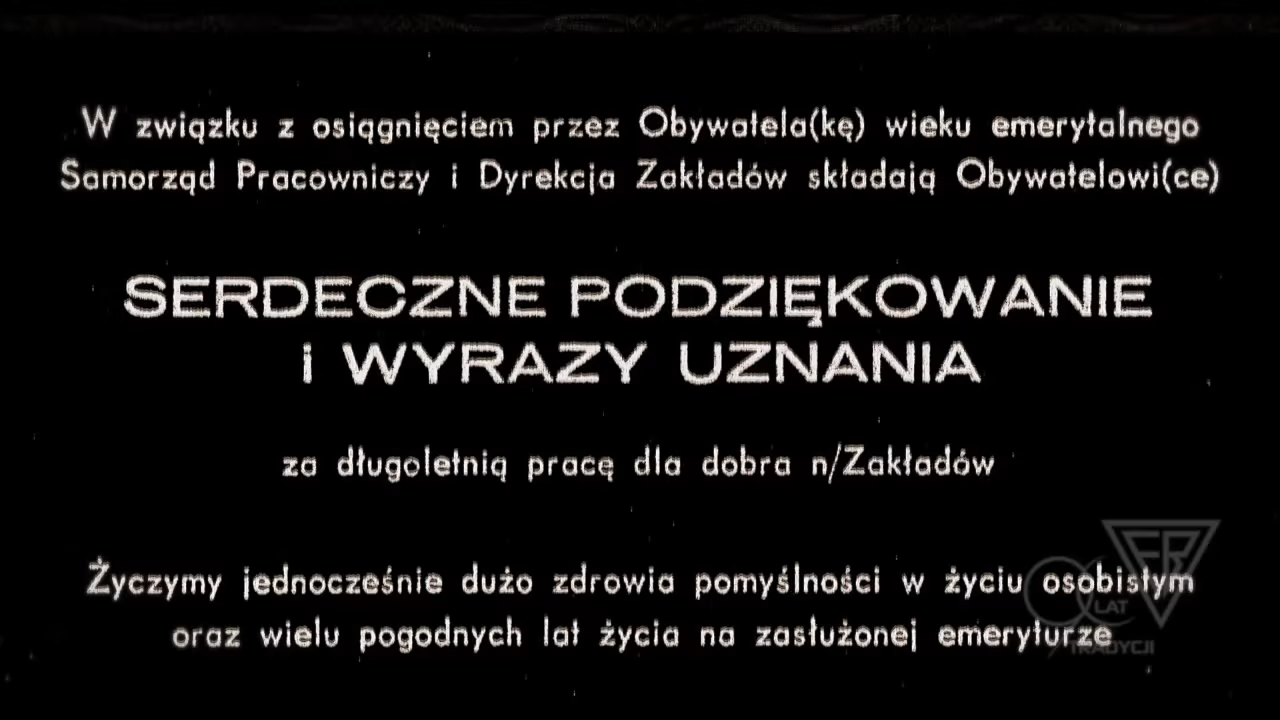 W związku z osiągnięciem przez Obywatela(kę) wieku emerytalnego
Samorząd Pracowniczy i Dyrekcja Zakładów składają Obywatelowi(ce)
SERDECZNE PODZIĘKOWANIE
i WYRAZY UZNANIA
za długoletnią pracę dla dobra n/Zakładów
Życzymy jednocześnie dużo zdrowia pomyślności w życiu osobistym
oraz wielu pogodnych lat życia na zasłużonej emeryturze
LAT
TRADYCJI